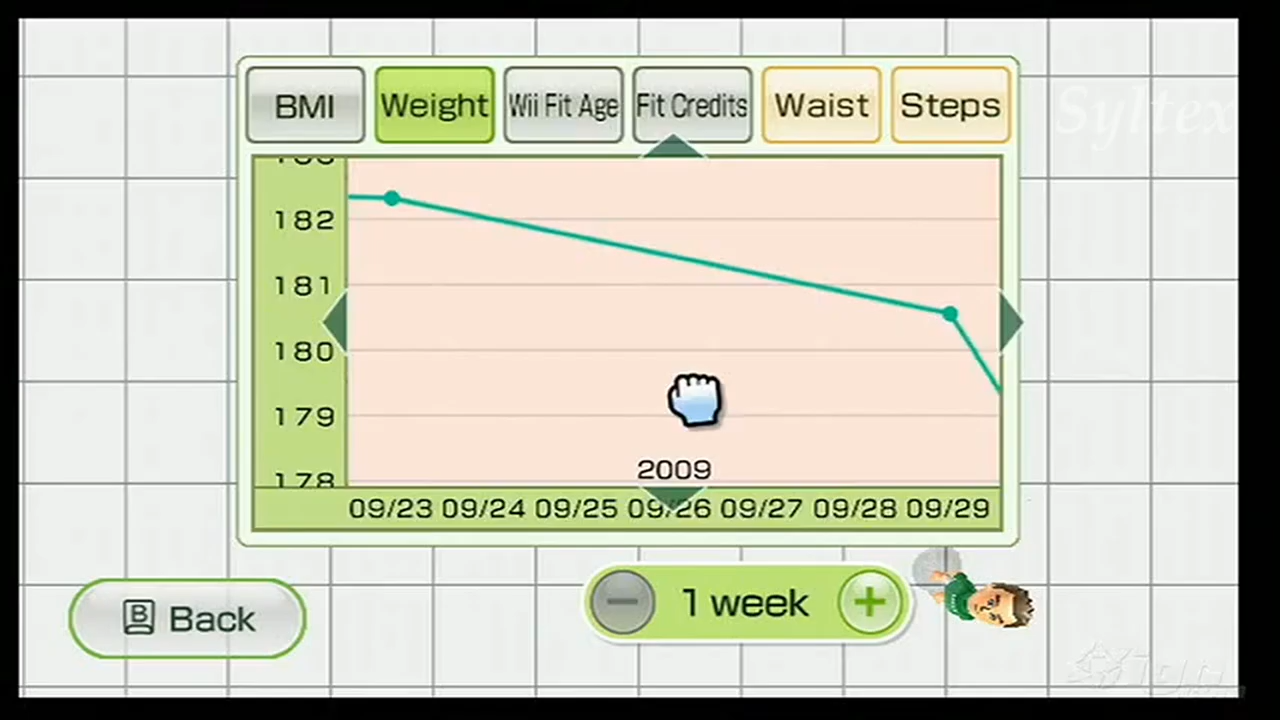 BMI Weight Wii Fit Age Fit Credits Waist Steps
Syltex
182
181
180
179
178
2009
09/23 09/24 09/25 09/26 09/27 09/28 09/29
B Back
1 week